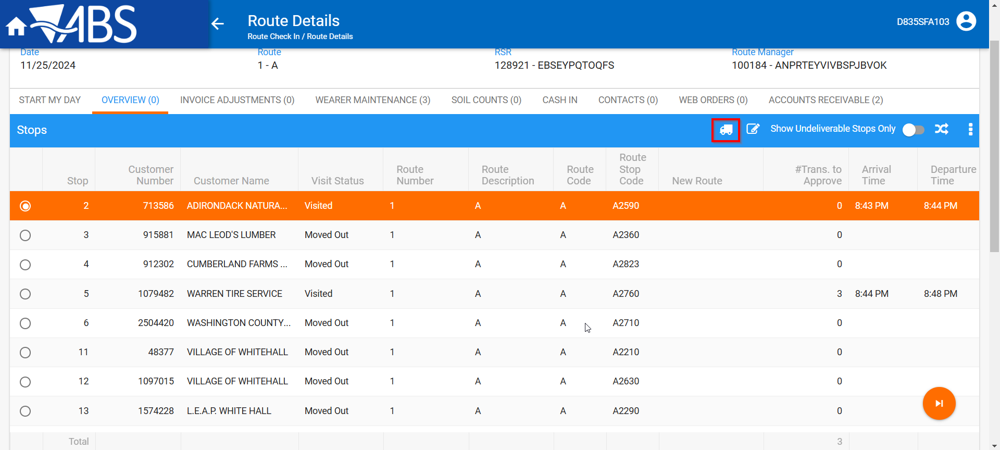 ABS
Route Details
Route Check In / Route Details
D835SFA103
Date
11/25/2024
Route
1 - A
RSR
128921 - EBSEYPQTOQFS
Route Manager
100184 - ANPRTEYVIVBSPJBVOK
START MY DAY OVERVIEW (0) INVOICE ADJUSTMENTS (0) WEARER MAINTENANCE (3) SOIL COUNTS (0) CASH IN CONTACTS (0) WEB ORDERS (0) ACCOUNTS RECEIVABLE (2)
Stops Show Undeliverable Stops Only
Stop
Customer
Number
Customer Name
Visit Status
Route
Number
Route
Description
Route
Code
Route
Stop
Code
New Route
#Trans. to
Approve
Arrival
Time
Departure
Time
2 713586 ADIRONDACK NATURA... Visited 1 A A A2590 0 8:43 PM 8:44 PM
3 915881 MAC LEOD'S LUMBER Moved Out 1 A A A2360 0
4 912302 CUMBERLAND FARMS ... Moved Out 1 A A A2823 0
5 1079482 WARREN TIRE SERVICE Visited 1 A A A2760 3 8:44 PM 8:48 PM
6 2504420 WASHINGTON COUNTY... Moved Out 1 A A A2710 0
11 48377 VILLAGE OF WHITEHALL Moved Out 1 A A A2210 0
12 1097015 VILLAGE OF WHITEHALL Moved Out 1 A A A2630 0
13 1574228 L.E.A.P. WHITE HALL Moved Out 1 A A A2290 0
Total 3